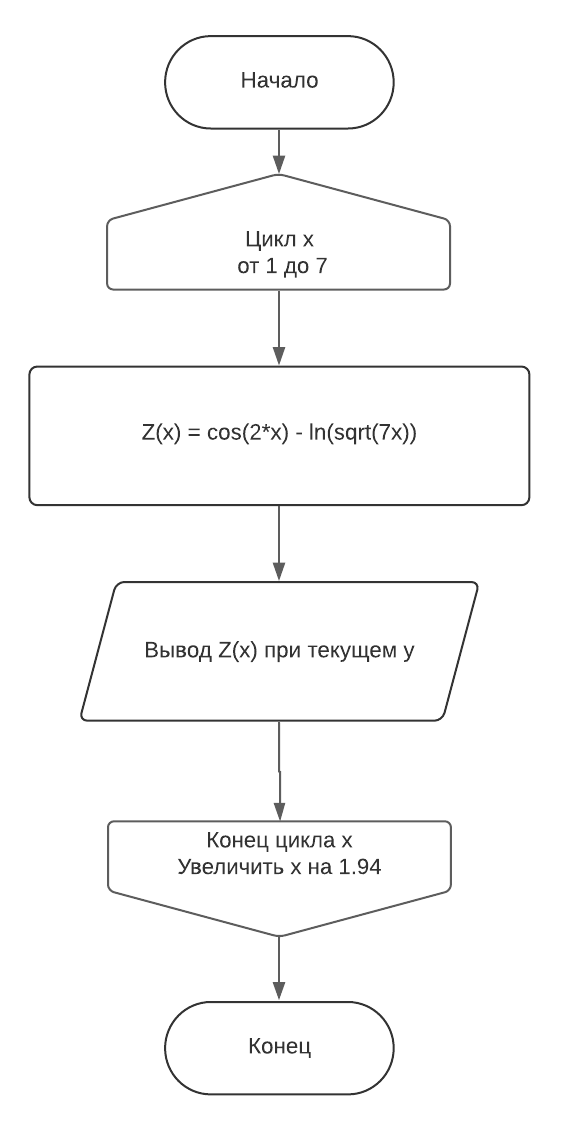 Начало
Цикл x
от 1 до 7
Z(x) = cos(2*x) - ln(sqrt(7x))
Вывод Z(x) при текущем y
Конец цикла x
Увеличить x на 1.94
Конец